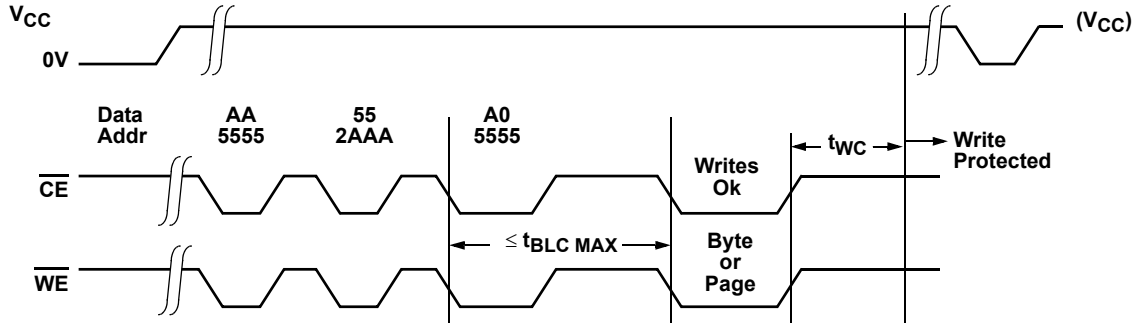 VCC
(VCC)
0V
Data AA 55 A0
Addr 5555 2AAA 5555
tWC
Write
Protected
CE
Writes
Ok
≤ tBLC MAX
Byte
or
Page
WE